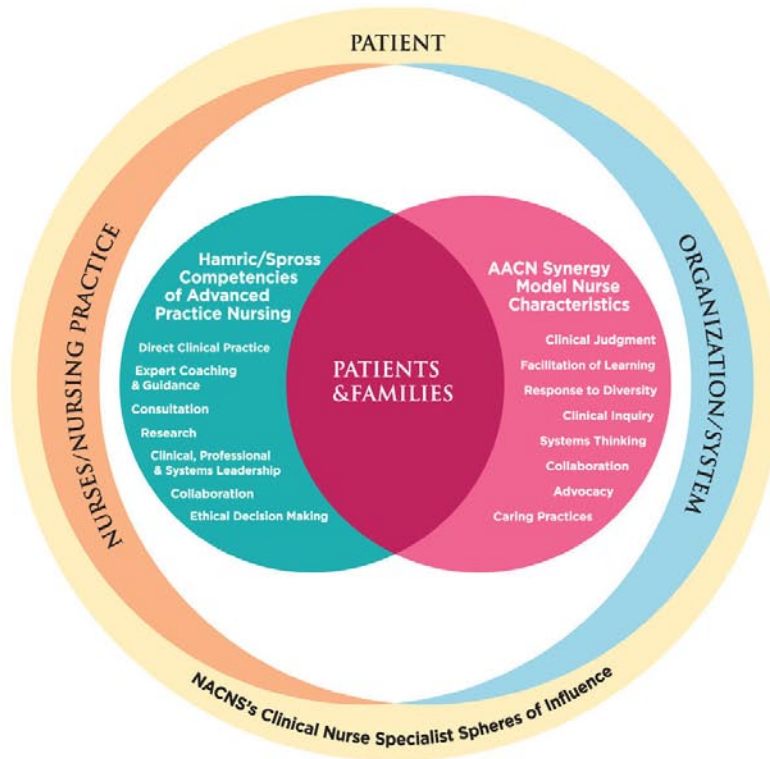 PATIENT
NURSES/NURSING PRACTICE
Hamric/Spross
Competencies
of Advanced
Practice Nursing
Direct Clinical Practice
Expert Coaching
& Guidance
Consultation
Research
Clinical, Professional
& Systems Leadership
Collaboration
Ethical Decision Making
PATIENTS
&FAMILIES
AACN Synergy
Model Nurse
Characteristics
Clinical Judgment
Facilitation of Learning
Response to Diversity
Clinical Inquiry
Systems Thinking
Collaboration
Advocacy
Caring Practices
ORGANIZATION/SYSTEM
NACNS's Clinical Nurse Specialist Spheres of Influence